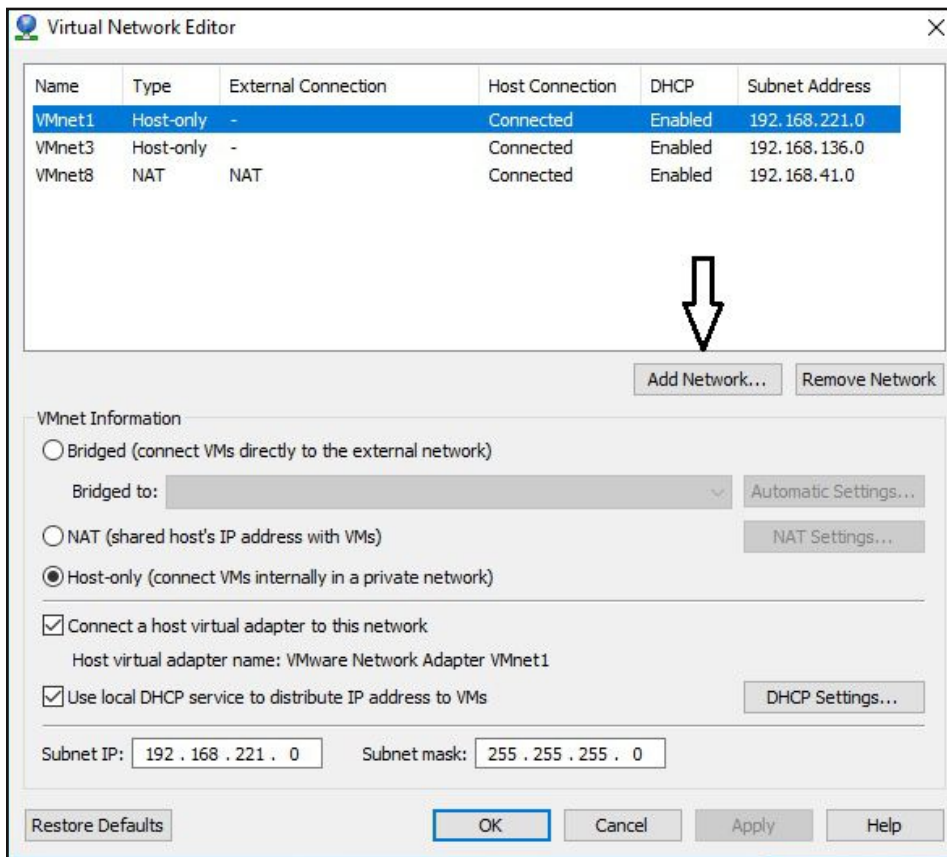 Virtual Network Editor
Name Type External Connection Host Connection DHCP Subnet Address
VMnet1 Host-only - Connected Enabled 192.168.221.0
VMnet3 Host-only - Connected Enabled 192.168.136.0
VMnet8 NAT NAT Connected Enabled 192.168.41.0
Add Network... Remove Network
VMnet Information
Bridged (connect VMs directly to the external network)
Bridged to: Automatic Settings...
NAT (shared host's IP address with VMs) NAT Settings...
Host-only (connect VMs internally in a private network)
Connect a host virtual adapter to this network
Host virtual adapter name: VMware Network Adapter VMnet1
Use local DHCP service to distribute IP address to VMs DHCP Settings...
Subnet IP: 192 . 168 . 221 . 0 Subnet mask: 255 . 255 . 255 . 0
Restore Defaults OK Cancel Apply Help